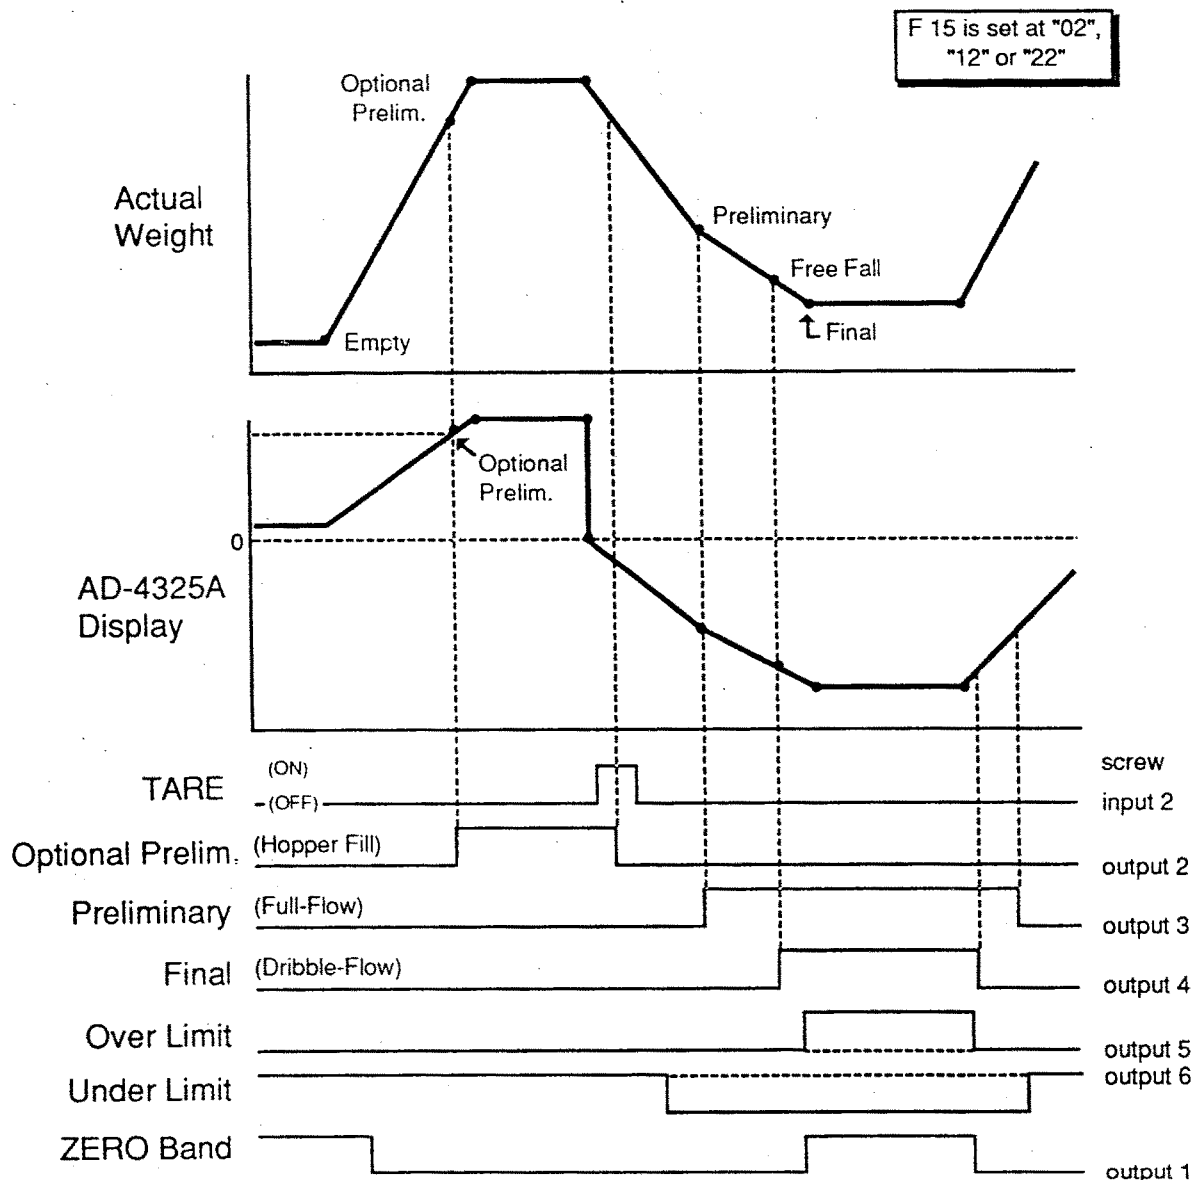 F 15 is set at "02",
"12" or "22"
Optional
Prelim.
Actual
Weight
Preliminary
Free Fall
Final
Empty
Optional
Prelim.
0
AD-4325A
Display
TARE
(ON)
(OFF)
screw
input 2
Optional Prelim. (Hopper Fill)
output 2
Preliminary (Full-Flow)
output 3
Final (Dribble-Flow)
output 4
Over Limit
output 5
Under Limit
output 6
ZERO Band
output 1